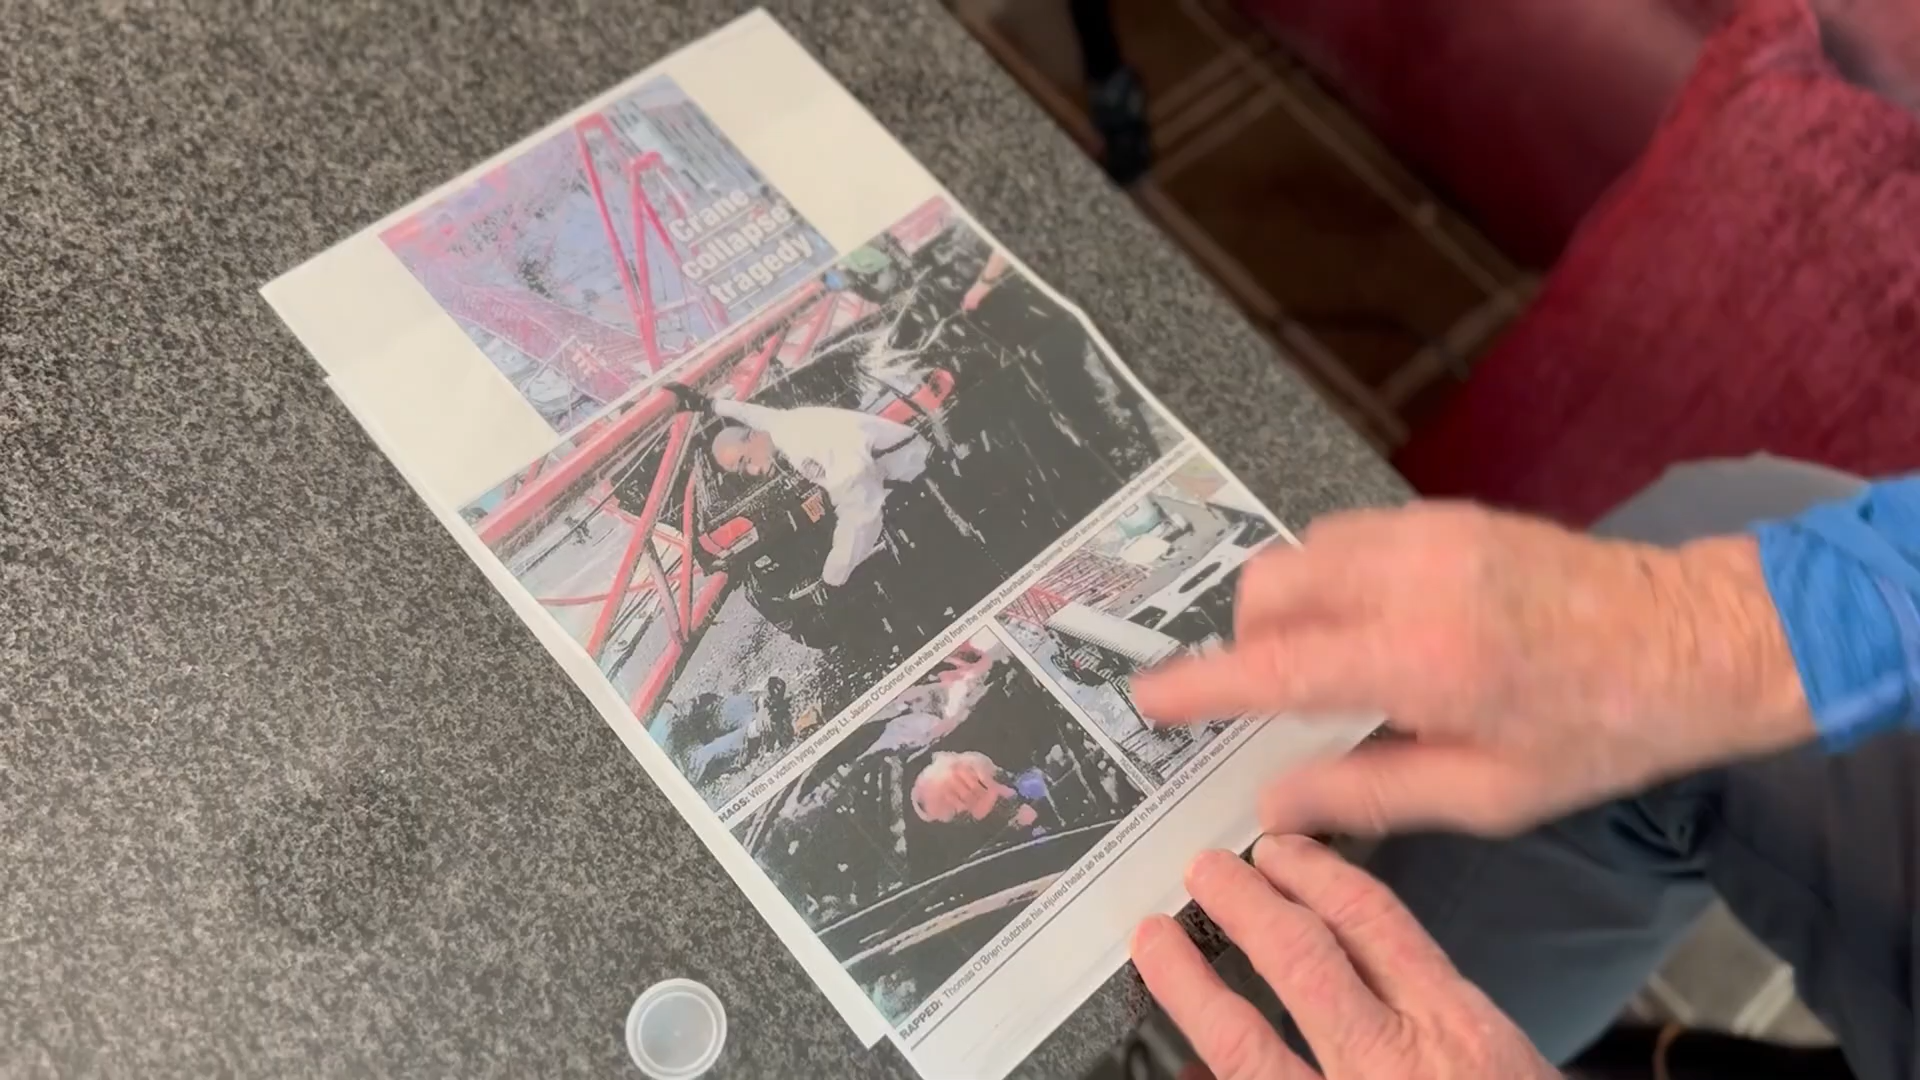 Crane
collapse
tragedy
HAOS: With a victim lying nearby, Lt. Jason O'Connor (in white shirt) from the nearby Manhattan Supreme Court annex
RAPPED: Thomas O'Brien clutches his injured head as he sits pinned in his Jeep SUV, which was crushed by